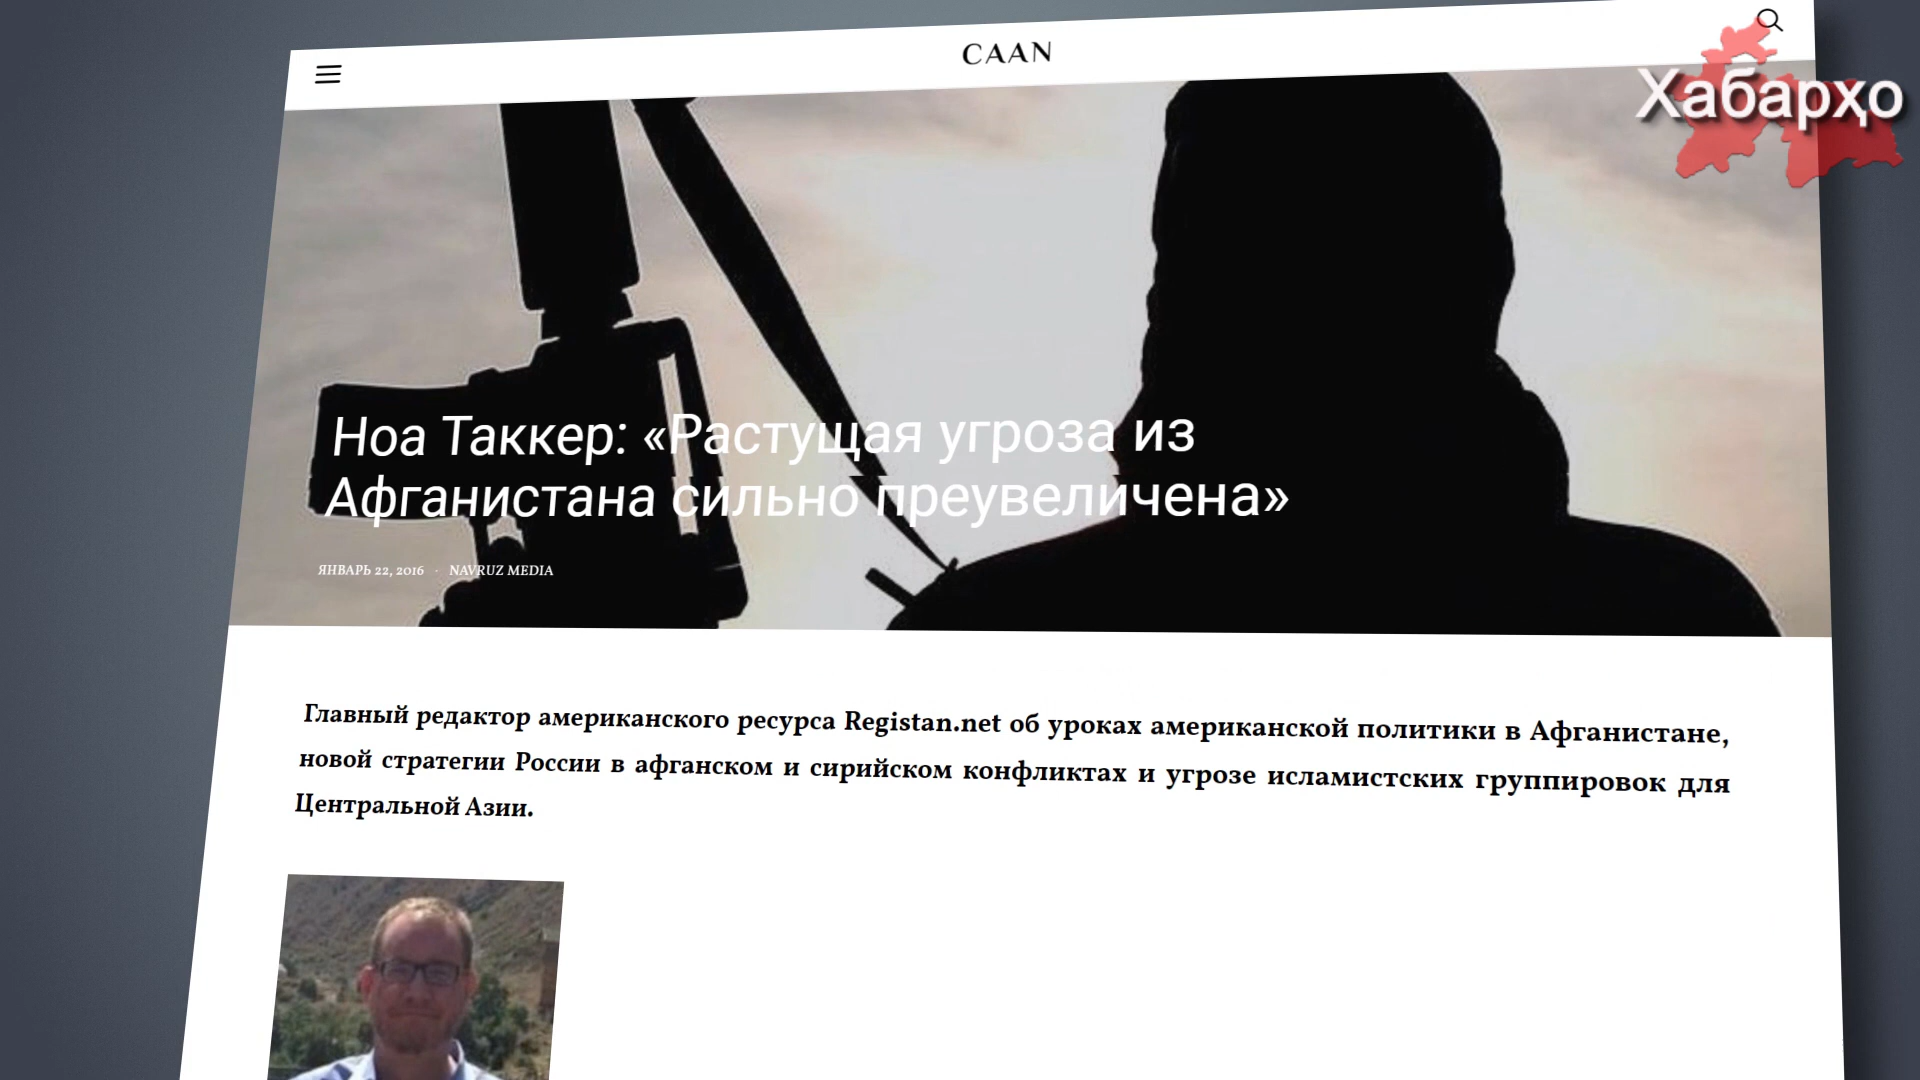 CAAN
Хабарҳо
Ноа Таккер: «Растущая угроза из
Афганистана сильно преувеличена»
ЯНВАРЬ 22, 2016 · NAVRUZ MEDIA
Главный редактор американского ресурса Registan.net об уроках американской политики в Афганистане,
новой стратегии России в афганском и сирийском конфликтах и угрозе исламистских группировок для
Центральной Азии.